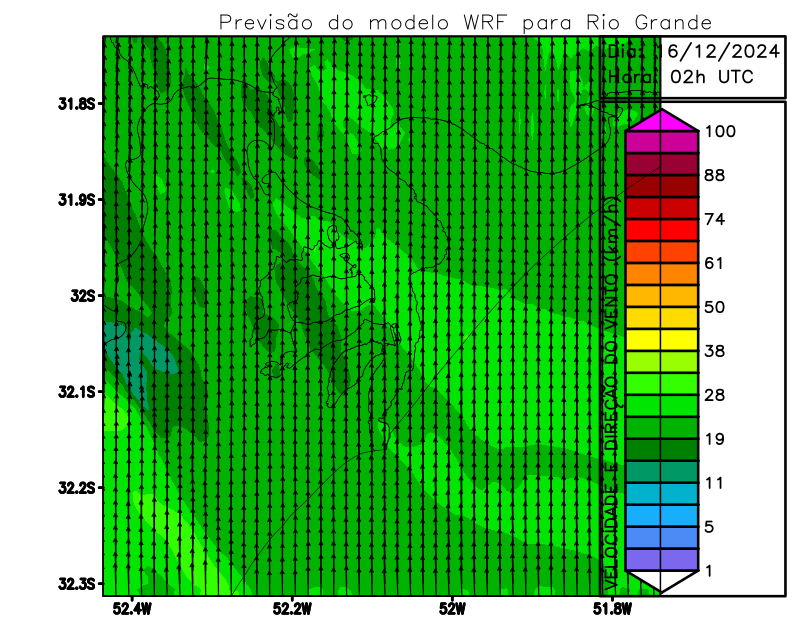 Previsão do modelo WRF para Rio Grande
Dia: 6/12/2024
Hora: 02h UTC
31.8S
31.9S
32S
32.1S
32.2S
32.3S
52.4W
52.2W
52W
51.8W
VELOCIDADE E DIREÇÃO DO VENTO (km/h)
100
88
74
61
50
38
28
19
11
5
1